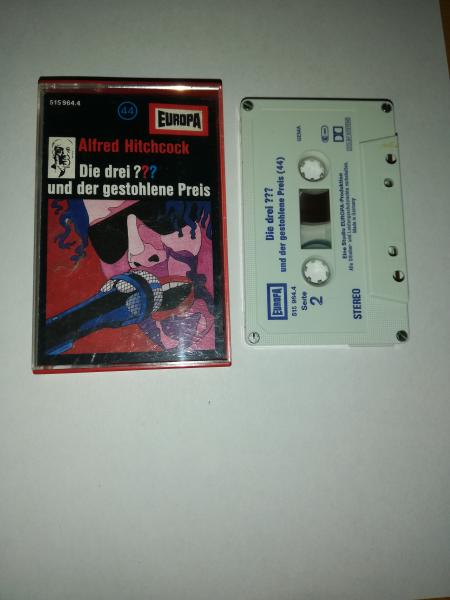 515 964.4
44
EUROPA
Alfred Hitchcock
Die drei ???
und der gestohlene Preis
Die drei ???
und der gestohlene Preis (44)
Eine Studio EUROPA-Produktion
Made in Germany
EUROPA
515 964.4
Seite
2
STEREO
GEMA